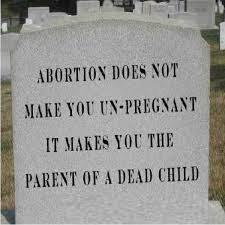 ABORTION DOES NOT
MAKE YOU UN-PREGNANT
IT MAKES YOU THE
PARENT OF A DEAD CHILD